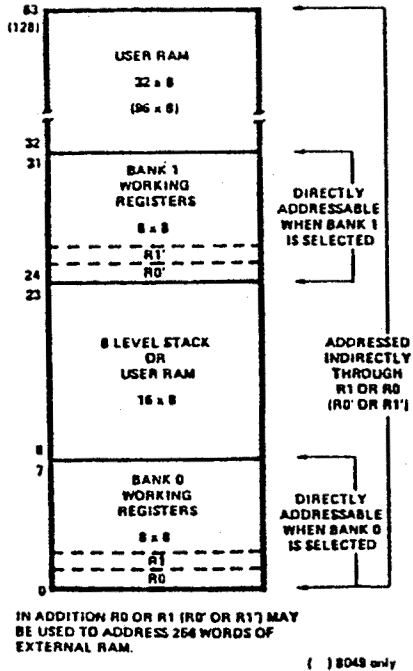 63
(128)
USER RAM
32 x 8
(96 x 8)
32
31
BANK 1
WORKING
REGISTERS
8 x 8
R1'
R0'
DIRECTLY
ADDRESSABLE
WHEN BANK 1
IS SELECTED
24
23
8 LEVEL STACK
OR
USER RAM
16 x 8
ADDRESSED
INDIRECTLY
THROUGH
R1 OR R0
(R0' OR R1')
8
7
BANK 0
WORKING
REGISTERS
8 x 8
R1
R0
DIRECTLY
ADDRESSABLE
WHEN BANK 0
IS SELECTED
0
IN ADDITION R0 OR R1 (R0' OR R1') MAY
BE USED TO ADDRESS 256 WORDS OF
EXTERNAL RAM.
( ) 8049 only